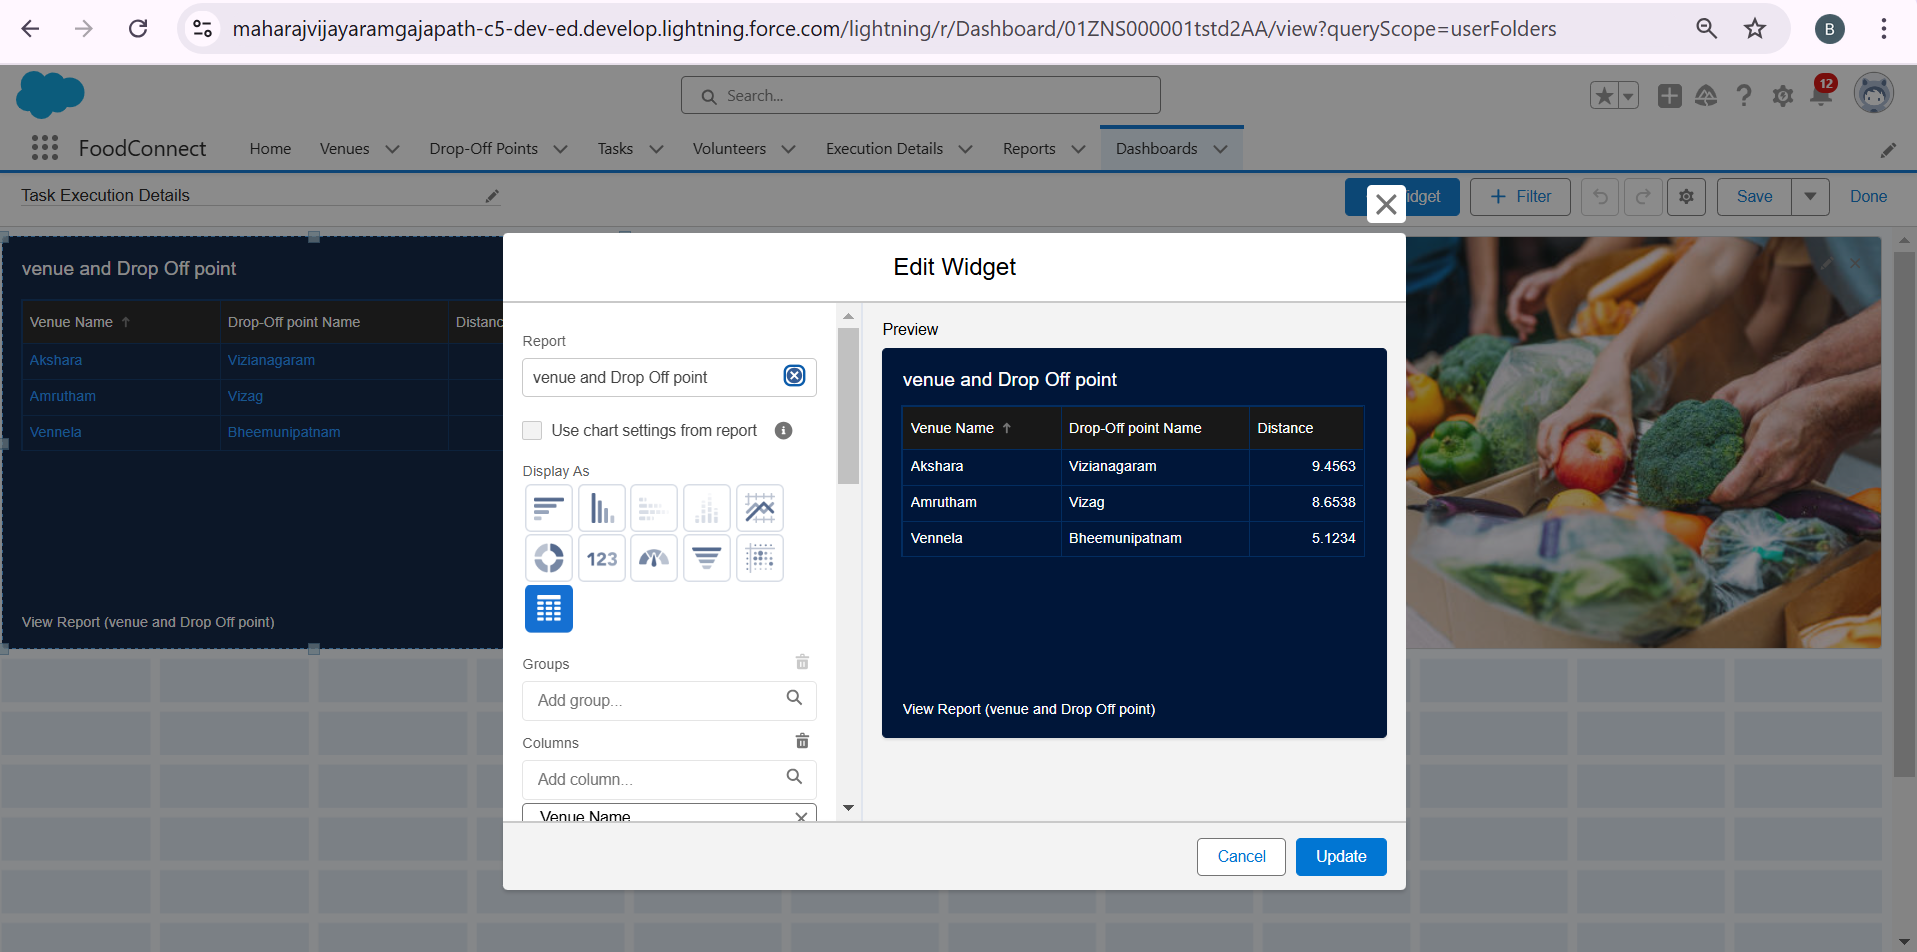 maharajvijayaramgajapath-c5-dev-ed.develop.lightning.force.com/lightning/r/Dashboard/01ZNS000001tstd2AA/view?queryScope=userFolders
B
Search...
12
FoodConnect
Home
Venues
Drop-Off Points
Tasks
Volunteers
Execution Details
Reports
Dashboards
Task Execution Details
idget
+ Filter
Save
Done
venue and Drop Off point
Venue Name
Drop-Off point Name
Distanc
Akshara
Vizianagaram
Amrutham
Vizag
Vennela
Bheemunipatnam
View Report (venue and Drop Off point)
Edit Widget
Report
venue and Drop Off point
Use chart settings from report
Display As
123
Groups
Add group...
Columns
Add column...
Venue Name
Preview
venue and Drop Off point
Venue Name
Drop-Off point Name
Distance
Akshara
Vizianagaram
9.4563
Amrutham
Vizag
8.6538
Vennela
Bheemunipatnam
5.1234
View Report (venue and Drop Off point)
Cancel
Update